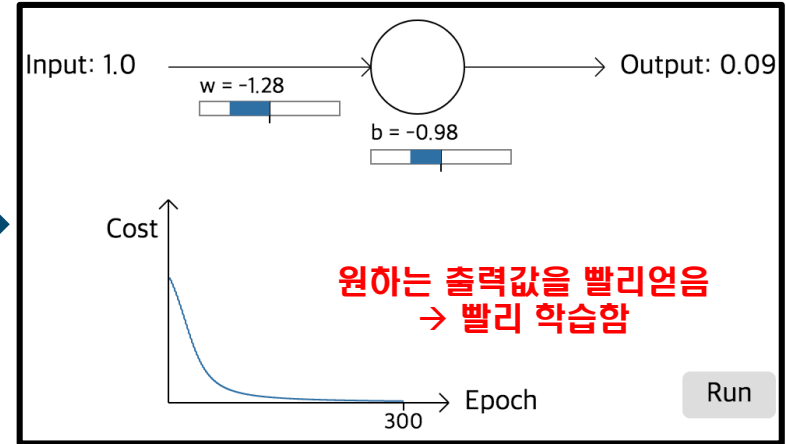 Input: 1.0
Output: 0.09
w = -1.28
b = -0.98
Cost
원하는 출력값을 빨리얻음
→ 빨리 학습함
Epoch
300
Run